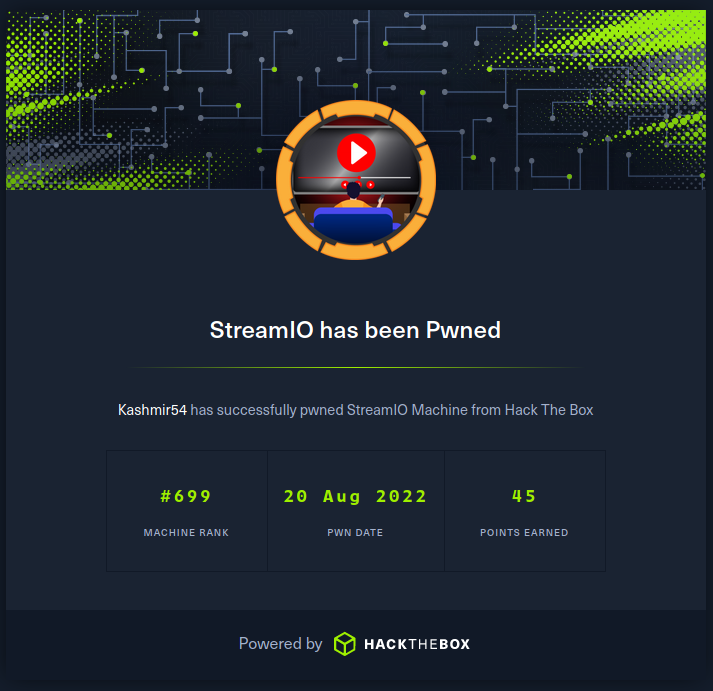 StreamIO has been Pwned
Kashmir54 has successfully pwned StreamIO Machine from Hack The Box
#699 20 Aug 2022 45
MACHINE RANK PWN DATE POINTS EARNED
Powered by HACKTHEBOX